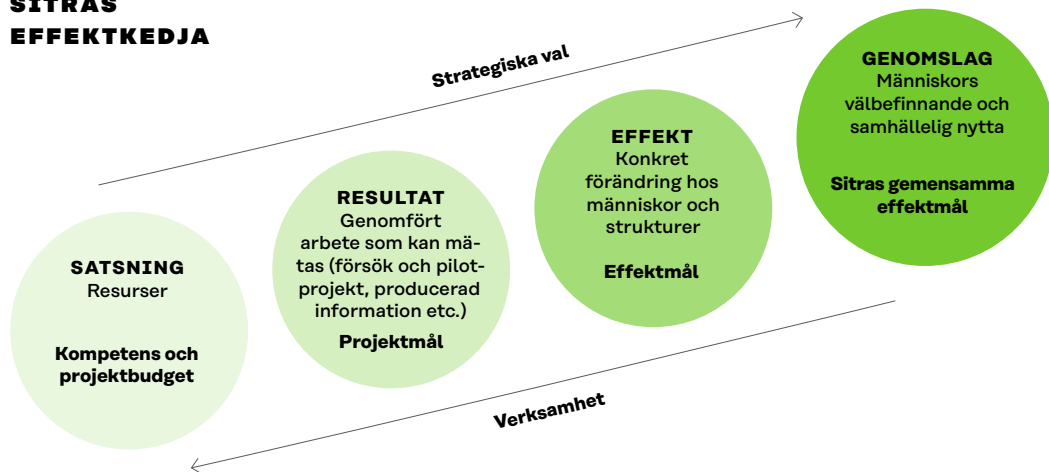 SITRAS
EFFEKTKEDJA
Strategiska val
SATSNING
Resurser
Kompetens och
projektbudget
RESULTAT
Genomfört
arbete som kan mä-
tas (försök och pilot-
projekt, producerad
information etc.)
Projektmål
EFFEKT
Konkret
förändring hos
människor och
strukturer
Effektmål
GENOMSLAG
Människors
välbefinnande och
samhällelig nytta
Sitras gemensamma
effektmål
Verksamhet